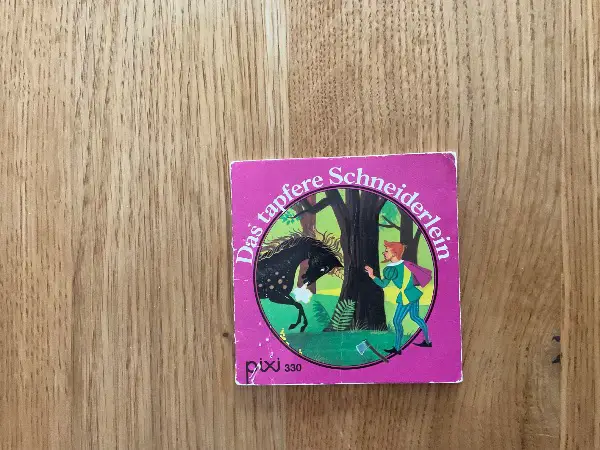 Das tapfere Schneiderlein
pixi 330